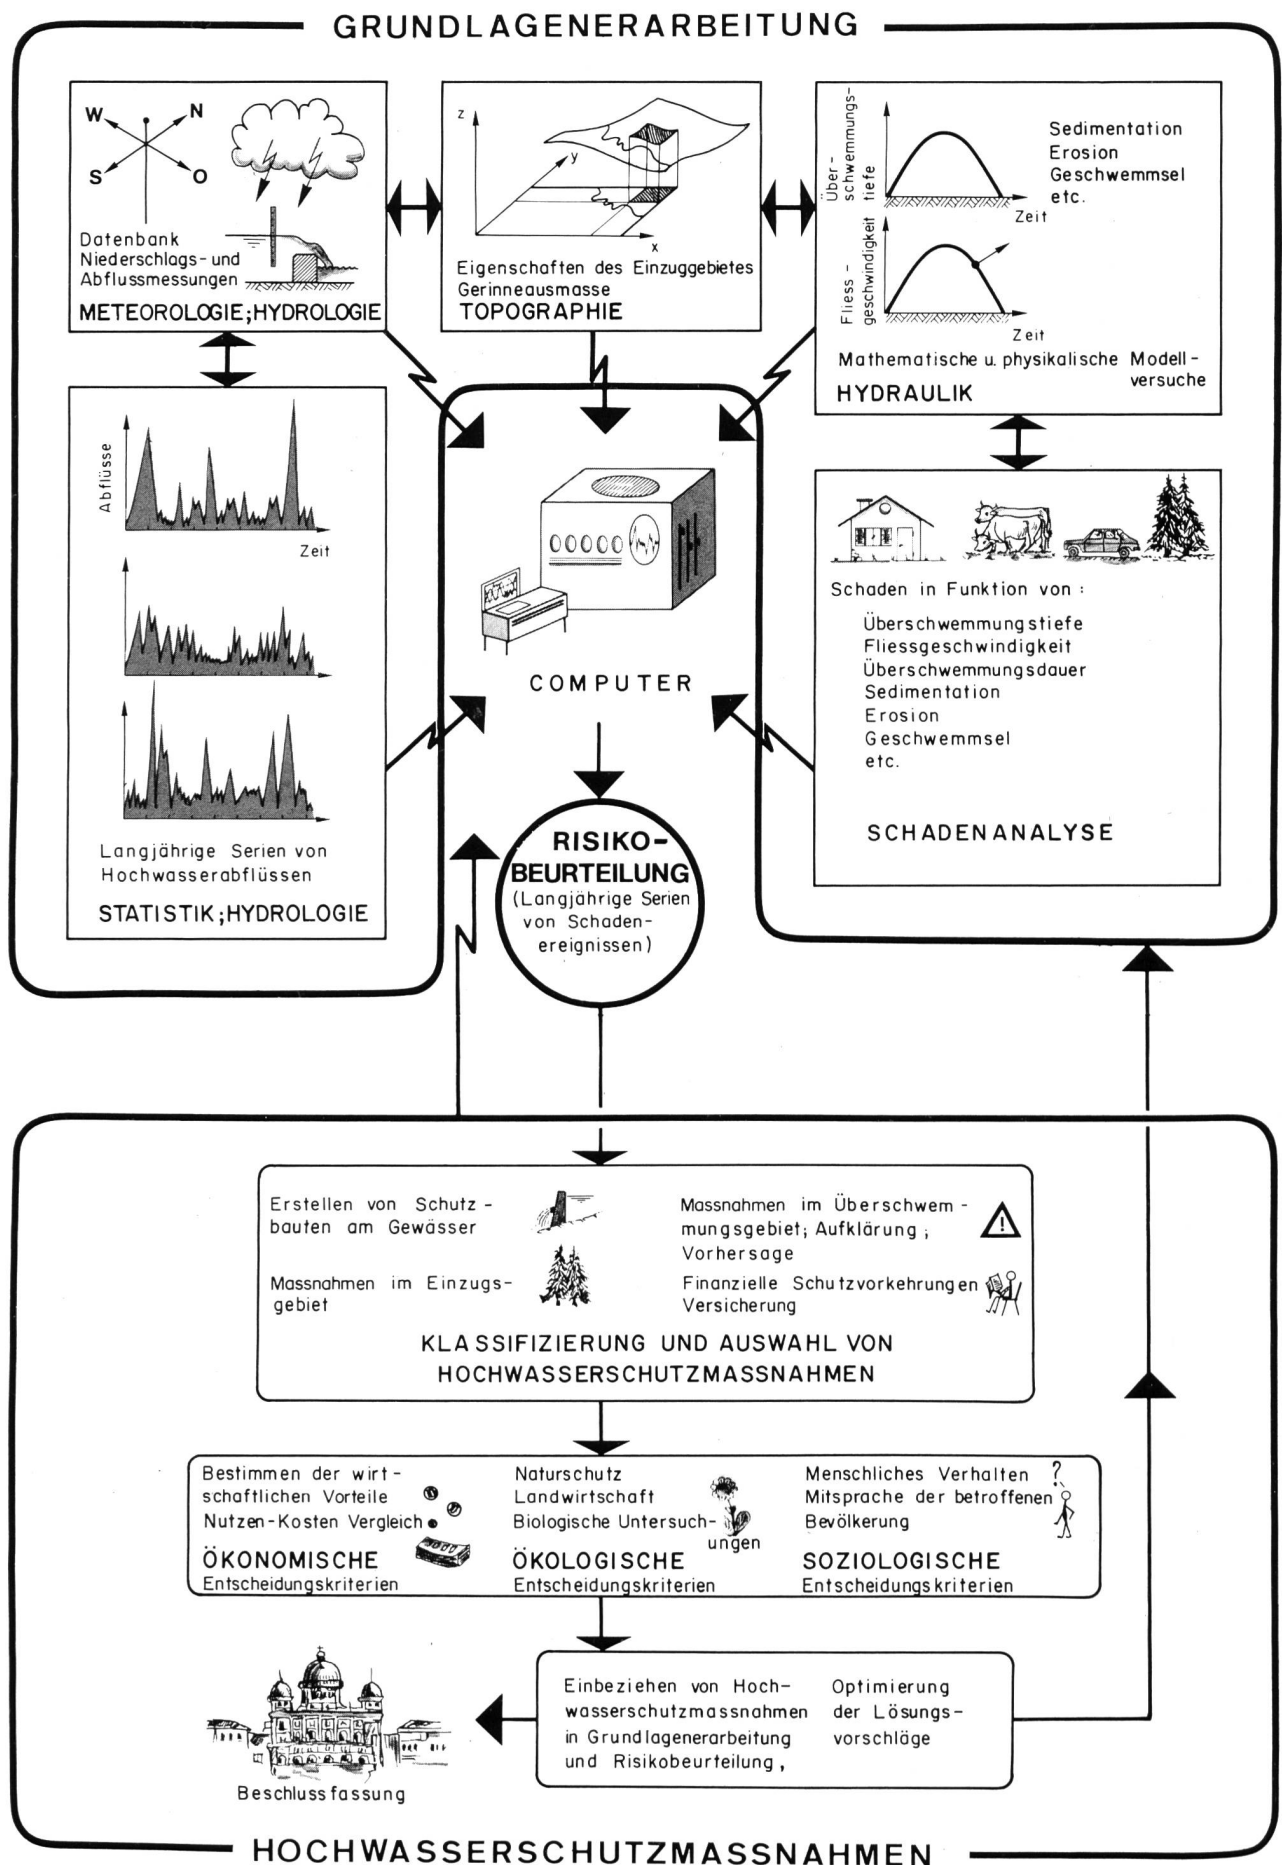 GRUNDLAGENERARBEITUNG
W
N
S
O
Datenbank
Niederschlags- und
Abflussmessungen
METEOROLOGIE; HYDROLOGIE
z
y
x
Eigenschaften des Einzuggebietes
Gerinneausmasse
TOPOGRAPHIE
Über-
schwemmungs-
tiefe
Zeit
Sedimentation
Erosion
Geschwemmsel
etc.
Fliess-
geschwindigkeit
Zeit
Mathematische u. physikalische Modell-
versuche
HYDRAULIK
Abflüsse
Zeit
Langjährige Serien von
Hochwasserabflüssen
STATISTIK; HYDROLOGIE
COMPUTER
Schaden in Funktion von :
Überschwemmungstiefe
Fliessgeschwindigkeit
Überschwemmungsdauer
Sedimentation
Erosion
Geschwemmsel
etc.
SCHADENANALYSE
RISIKO-
BEURTEILUNG
(Langjährige Serien
von Schaden-
ereignissen)
Erstellen von Schutz-
bauten am Gewässer
Massnahmen im Einzugs-
gebiet
Massnahmen im Überschwem-
mungsgebiet; Aufklärung ;
Vorhersage
!
Finanzielle Schutzvorkehrungen
Versicherung
KLASSIFIZIERUNG UND AUSWAHL VON
HOCHWASSERSCHUTZMASSNAHMEN
Bestimmen der wirt-
schaftlichen Vorteile
Nutzen-Kosten Vergleich
ÖKONOMISCHE
Entscheidungskriterien
Naturschutz
Landwirtschaft
Biologische Untersuch-
ungen
ÖKOLOGISCHE
Entscheidungskriterien
Menschliches Verhalten
?
Mitsprache der betroffenen
Bevölkerung
SOZIOLOGISCHE
Entscheidungskriterien
Einbeziehen von Hoch-
wasserschutzmassnahmen
in Grundlagenerarbeitung
und Risikobeurteilung,
Optimierung
der Lösungs-
vorschläge
Beschlussfassung
HOCHWASSERSCHUTZMASSNAHMEN